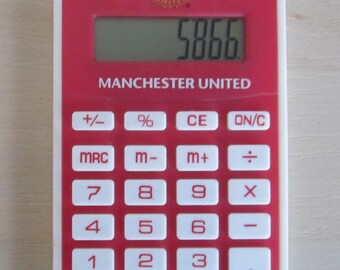 5866.
MANCHESTER UNITED
+/− % CE ON/C
MRC m− m+ ÷
7 8 9 X
4 5 6 −
1 2 3